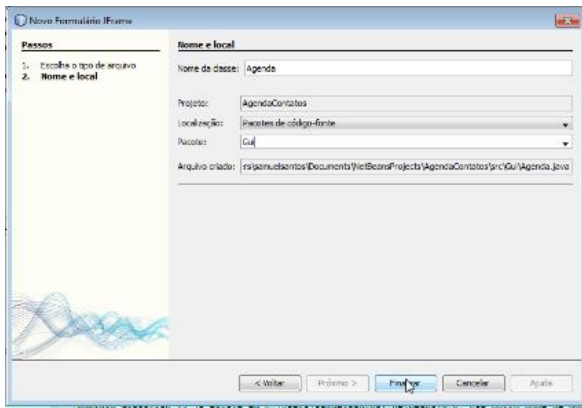 Novo Formulário JFrame
Passos
1. Escolha o tipo de arquivo
2. Nome e local
Nome e local
Nome da classe: Agenda
Projeto: AgendaContatos
Localização: Pacotes de código-fonte
Pacote: Gui
Arquivo criado: rs\samuelsantos\Documents\NetBeansProjects\AgendaContatos\src\Gui\Agenda.java
< Voltar
Próximo >
Finalizar
Cancelar
Ajuda